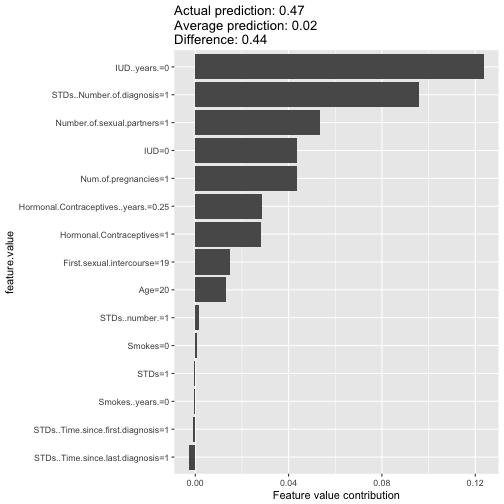 Actual prediction: 0.47
Average prediction: 0.02
Difference: 0.44
IUD..years.=0
STDs..Number.of.diagnosis=1
Number.of.sexual.partners=1
IUD=0
Num.of.pregnancies=1
Hormonal.Contraceptives..years.=0.25
Hormonal.Contraceptives=1
First.sexual.intercourse=19
Age=20
STDs..number.=1
Smokes=0
STDs=1
Smokes..years.=0
STDs..Time.since.first.diagnosis=1
STDs..Time.since.last.diagnosis=1
feature.value
0.00 0.04 0.08 0.12
Feature value contribution